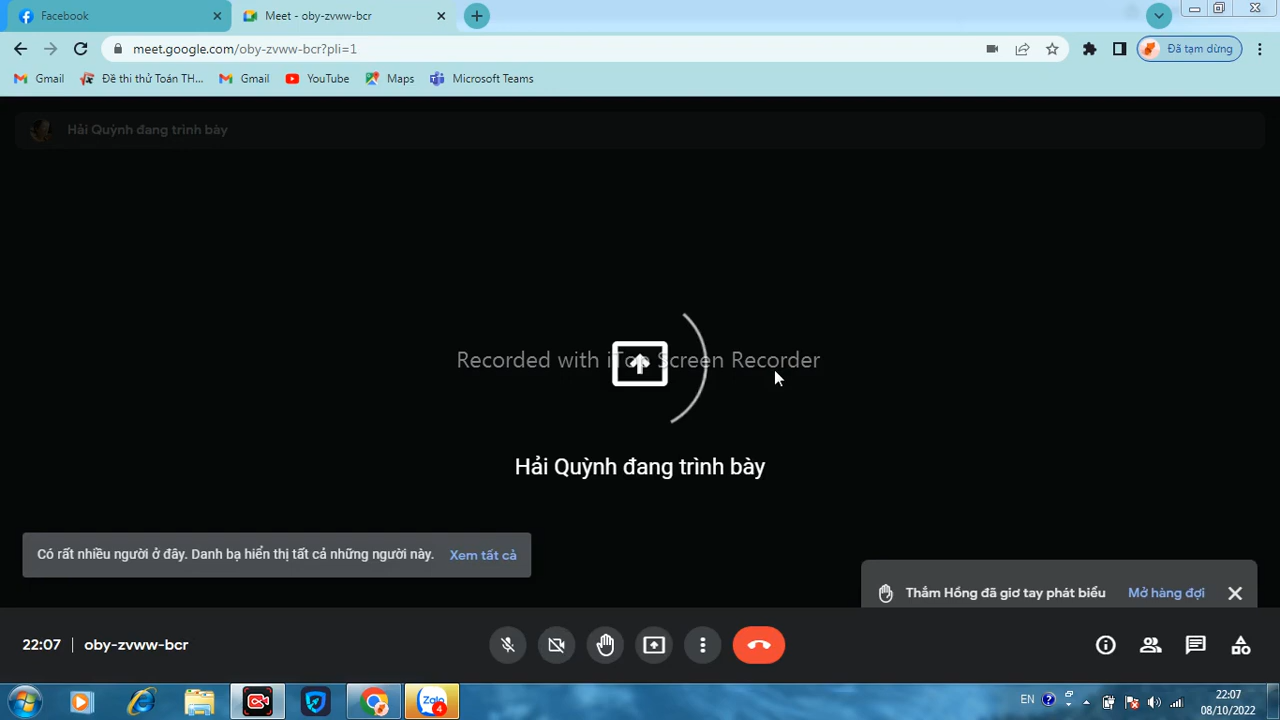 Facebook
Meet - oby-zvww-bcr
meet.google.com/oby-zvww-bcr?pli=1
Đã tạm dừng
Gmail
Đề thi thử Toán TH...
Gmail
YouTube
Maps
Microsoft Teams
Hải Quỳnh đang trình bày
Recorded with iTop Screen Recorder
Hải Quỳnh đang trình bày
Có rất nhiều người ở đây. Danh bạ hiển thị tất cả những người này. Xem tất cả
Thắm Hồng đã giơ tay phát biểu Mở hàng đợi
22:07 | oby-zvww-bcr
Zalo
4
EN
22:07
08/10/2022